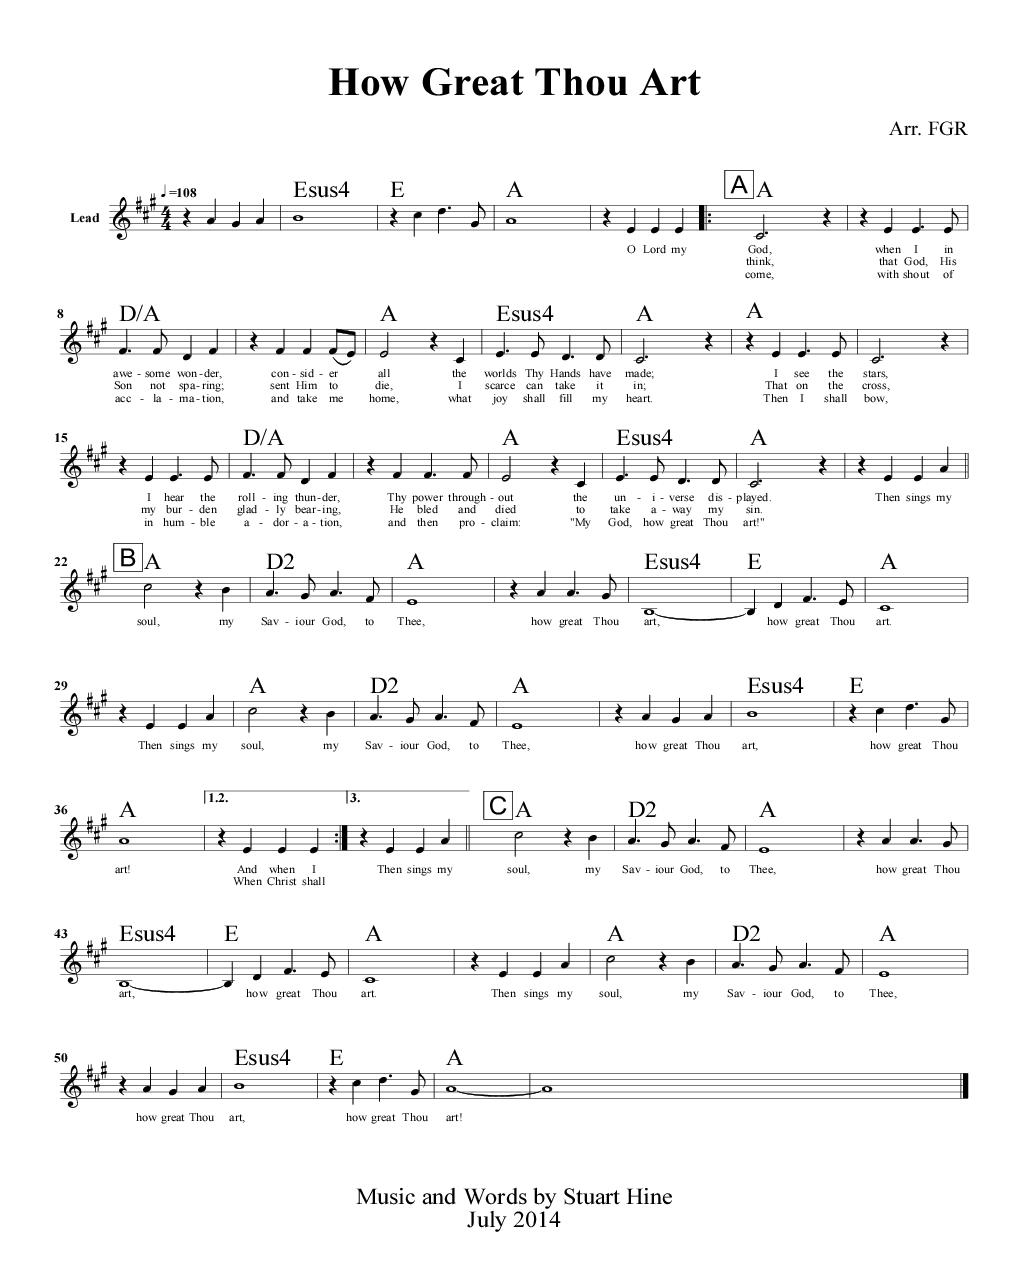 How Great Thou Art
Arr. FGR
=108
Esus4 E A A A
Lead
4
4
O Lord my God, when I in
think, that God, His
come, with shout of
8
D/A A Esus4 A A
awe - some won - der, con - sid - er all the worlds Thy Hands have made; I see the stars,
Son not spa - ring; sent Him to die, I scarce can take it in; That on the cross,
acc - la - ma - tion, and take me home, what joy shall fill my heart. Then I shall bow,
15
D/A A Esus4 A
I hear the roll - ing thun - der, Thy power through - out the un - i - verse dis - played. Then sings my
my bur - den glad - ly bear - ing, He bled and died to take a - way my sin.
in hum - ble a - dor - a - tion, and then pro - claim: "My God, how great Thou art!"
22
B A D2 A Esus4 E A
soul, my Sav - iour God, to Thee, how great Thou art, how great Thou art.
29
A D2 A Esus4 E
Then sings my soul, my Sav - iour God, to Thee, how great Thou art, how great Thou
36
A 1.2. 3. C A D2 A
art! And when I Then sings my soul, my Sav - iour God, to Thee, how great Thou
When Christ shall
43
Esus4 E A A D2 A
art, how great Thou art. Then sings my soul, my Sav - iour God, to Thee,
50
Esus4 E A
how great Thou art, how great Thou art!
Music and Words by Stuart Hine
July 2014